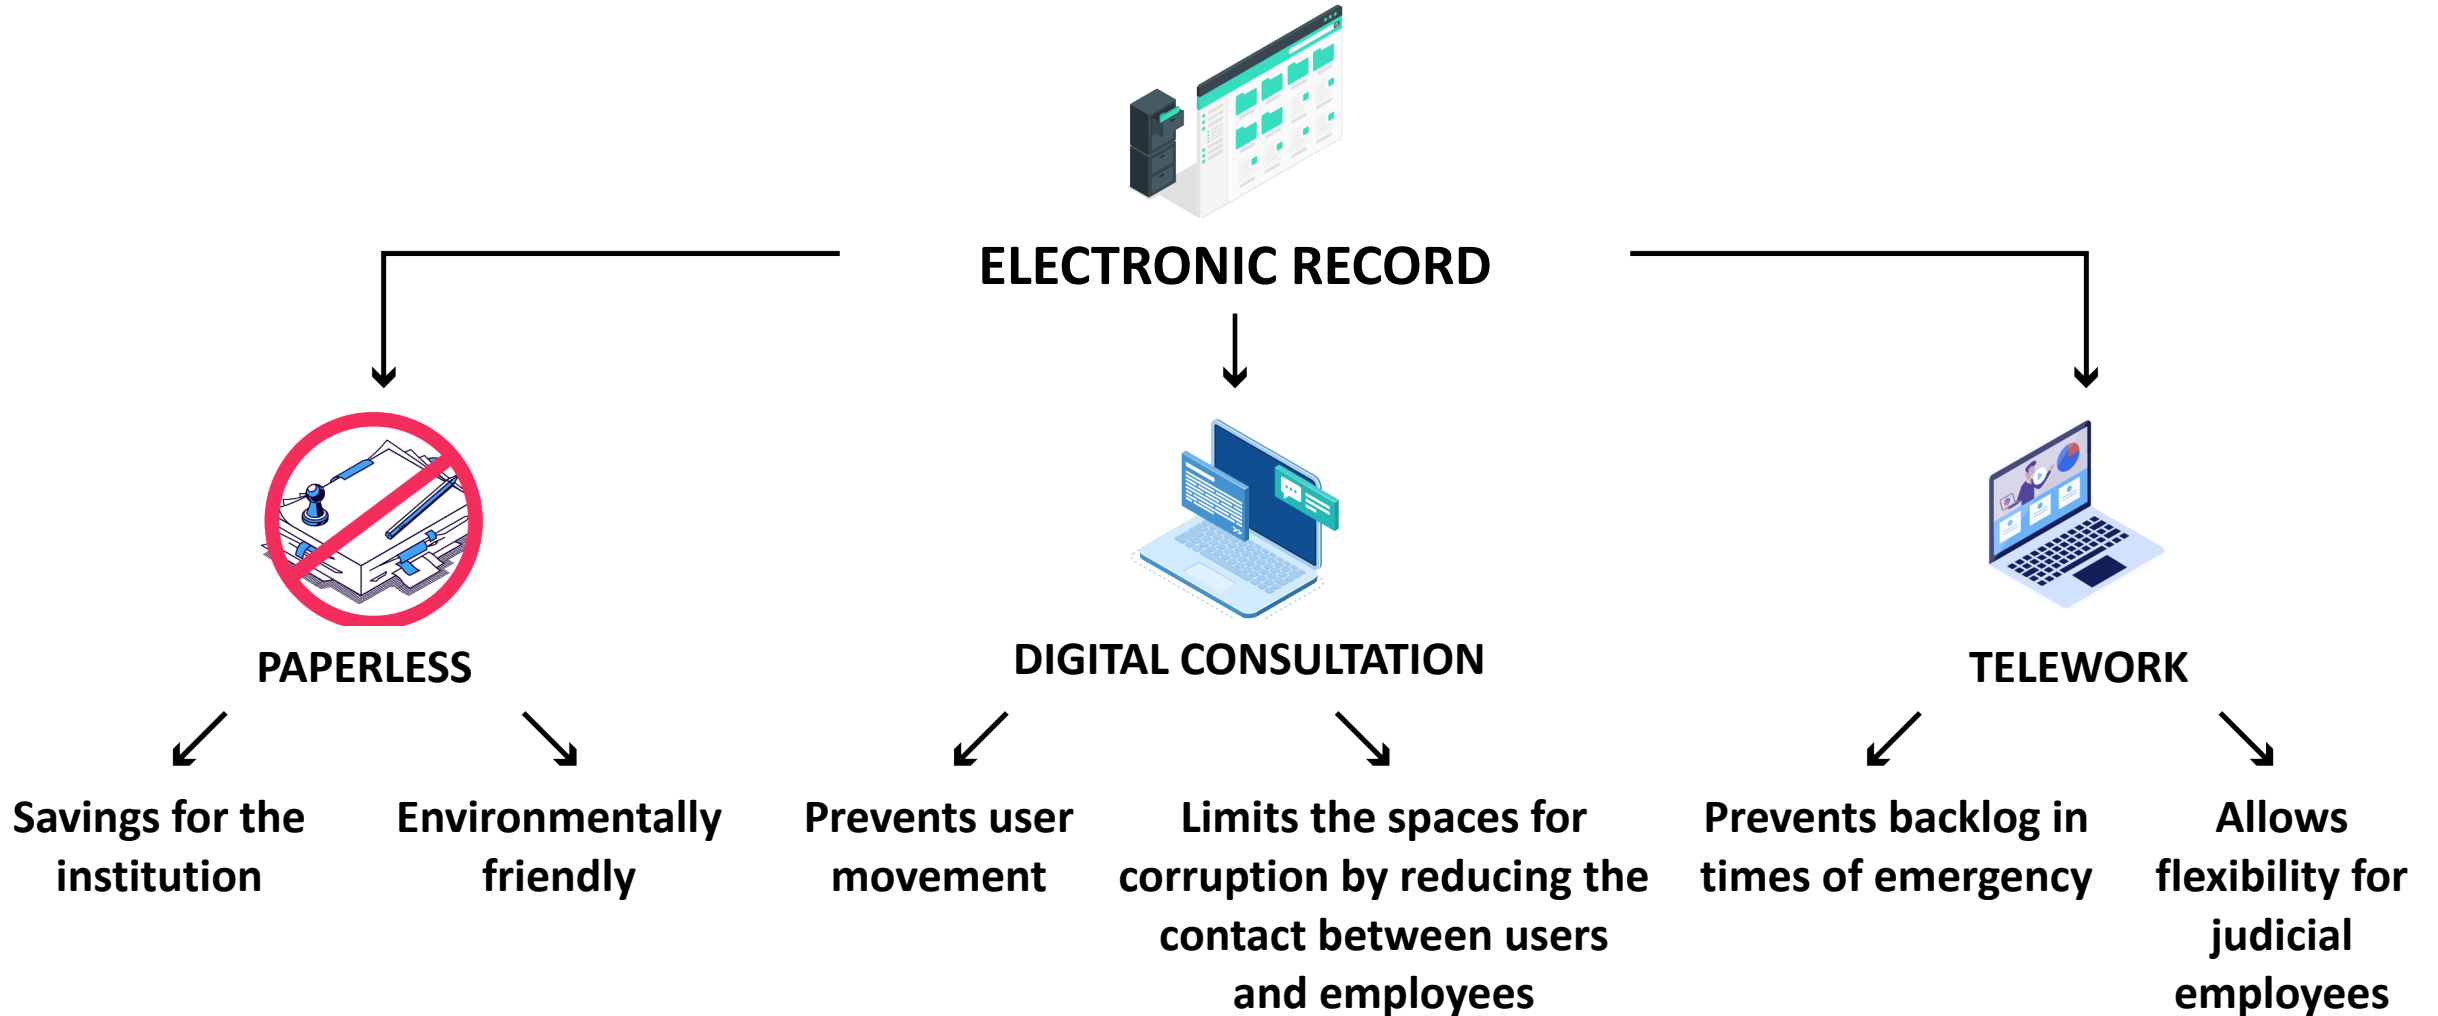 ELECTRONIC RECORD
PAPERLESS
DIGITAL CONSULTATION
TELEWORK
Savings for the
institution
Environmentally
friendly
Prevents user
movement
Limits the spaces for
corruption by reducing the
contact between users
and employees
Prevents backlog in
times of emergency
Allows
flexibility for
judicial
employees